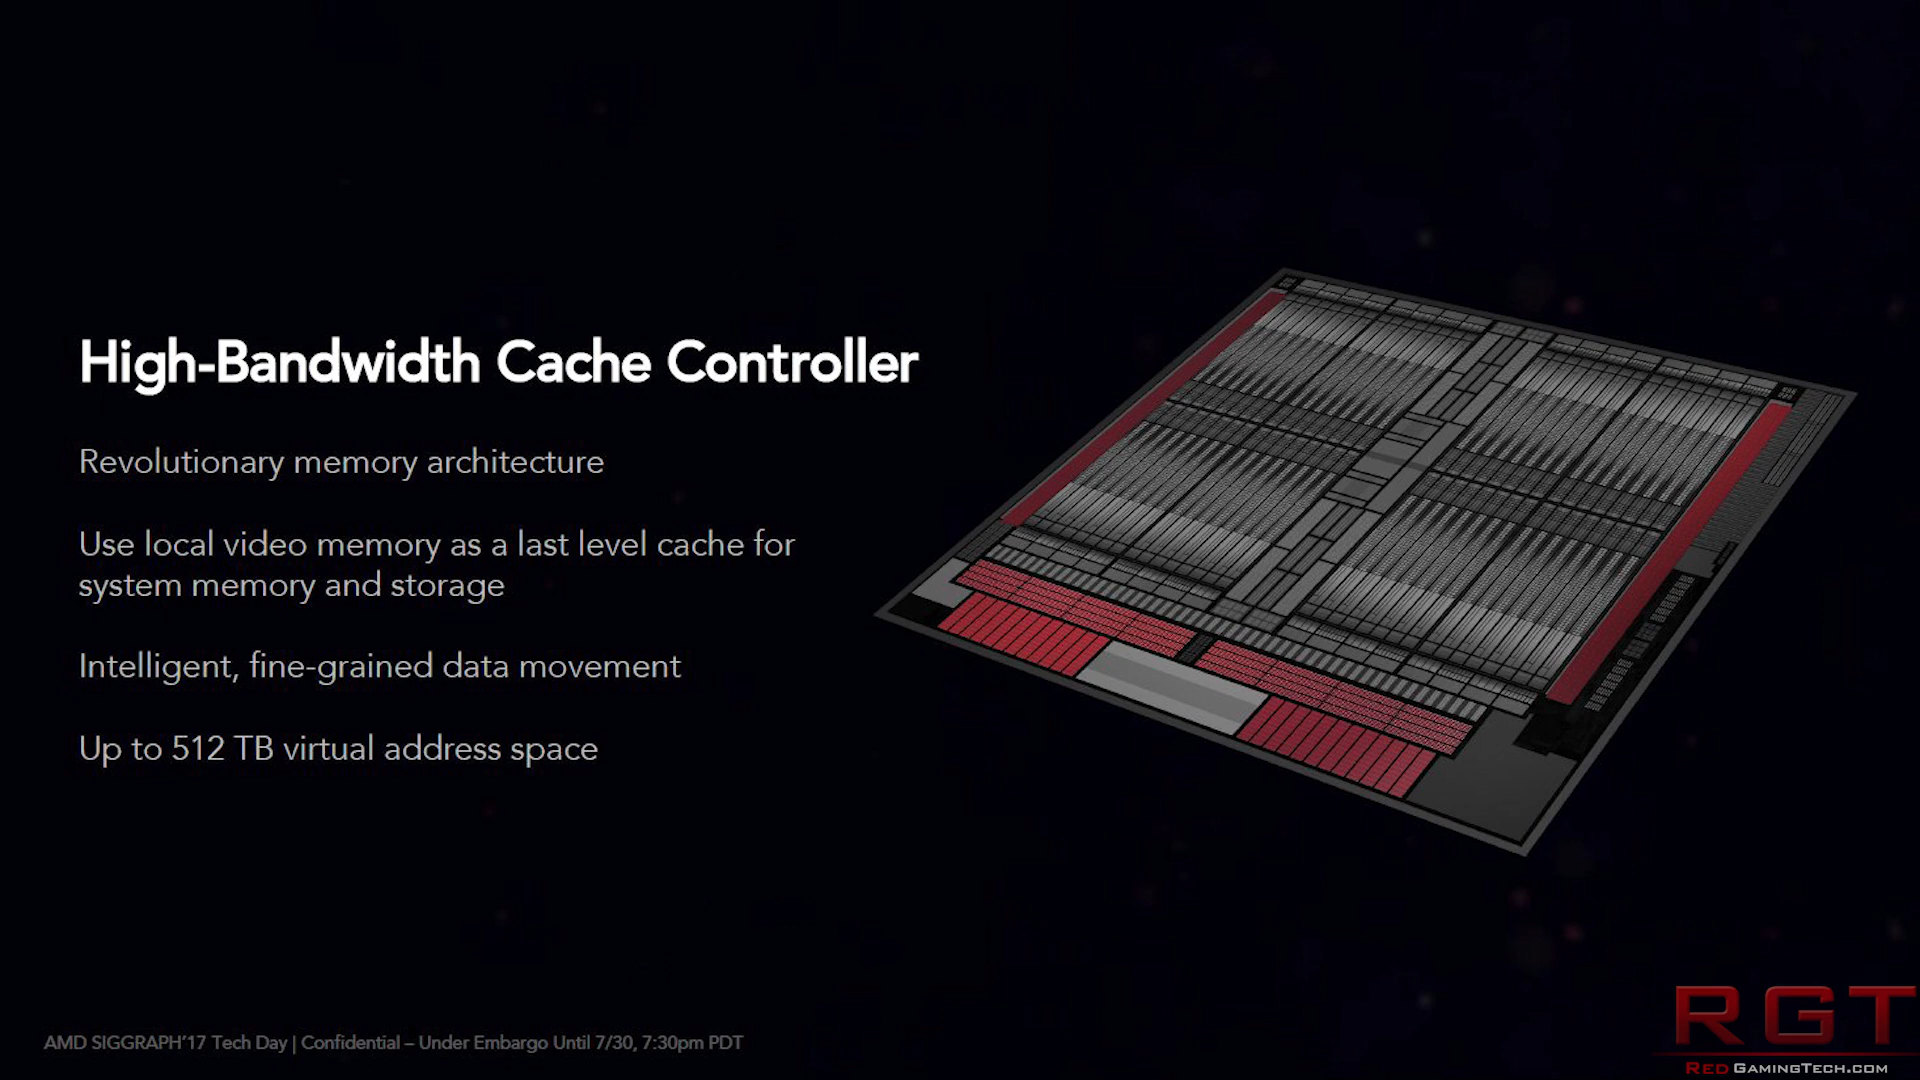 High-Bandwidth Cache Controller
Revolutionary memory architecture
Use local video memory as a last level cache for
system memory and storage
Intelligent, fine-grained data movement
Up to 512 TB virtual address space
AMD SIGGRAPH'17 Tech Day | Confidential – Under Embargo Until 7/30, 7:30pm PDT
RGT
RedGamingTech.com